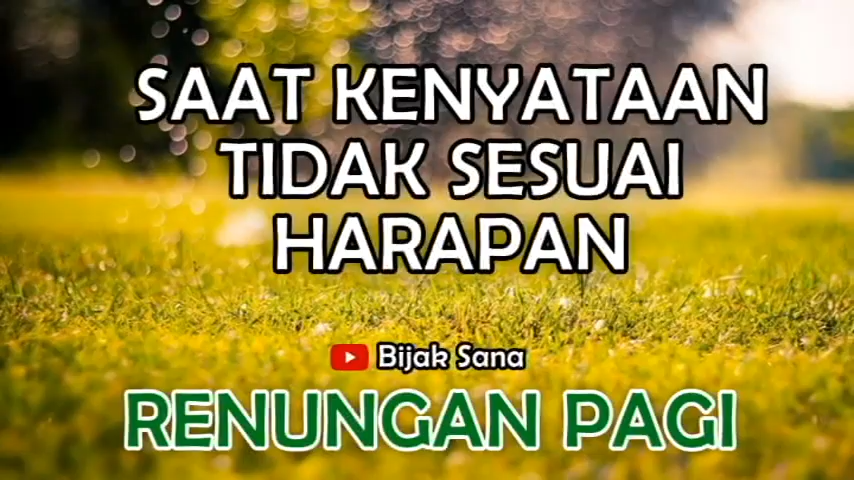 SAAT KENYATAAN
TIDAK SESUAI
HARAPAN
Bijak Sana
RENUNGAN PAGI